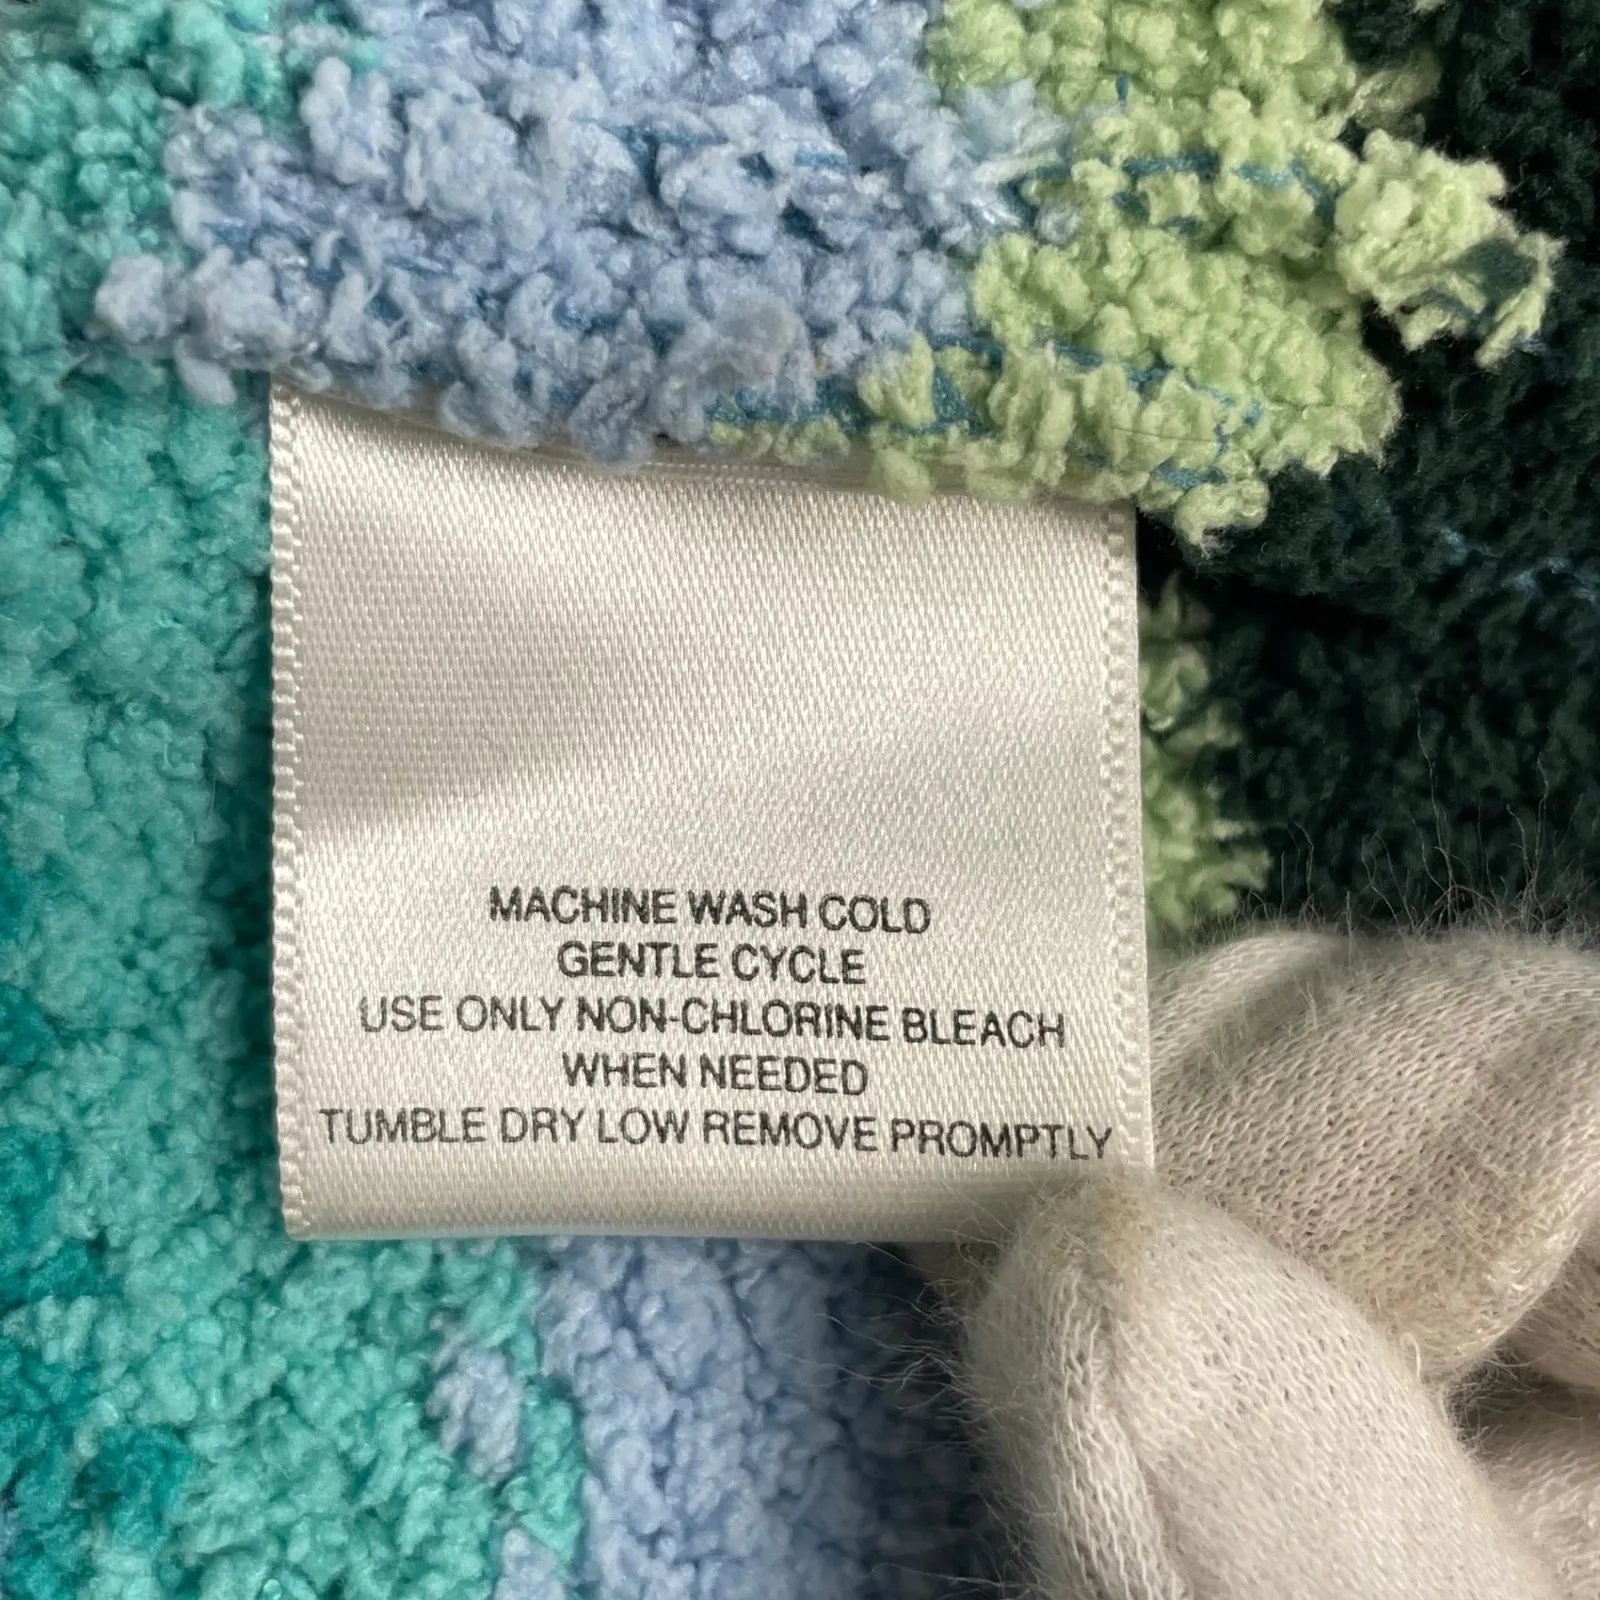 MACHINE WASH COLD
GENTLE CYCLE
USE ONLY NON-CHLORINE BLEACH
WHEN NEEDED
TUMBLE DRY LOW REMOVE PROMPTLY